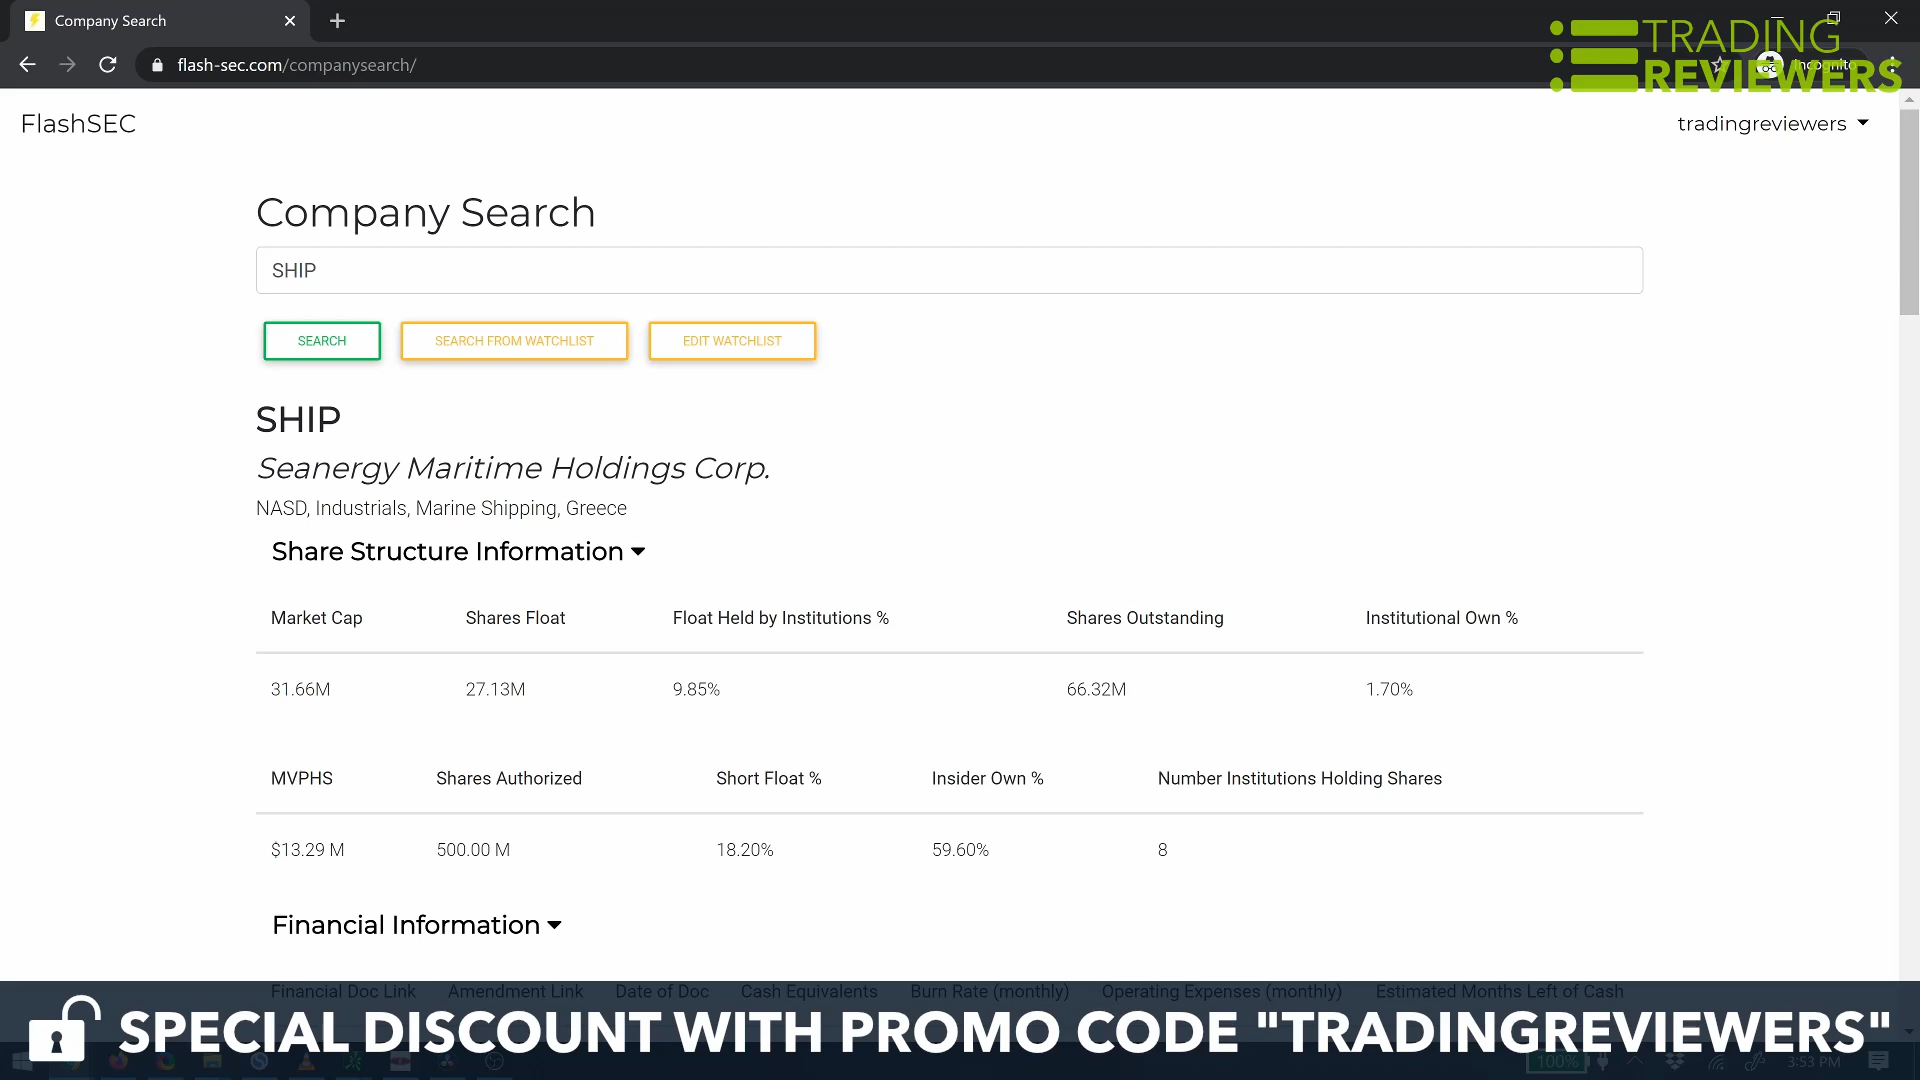 Company Search
TRADING
flash-sec.com/companysearch/
Incognito
REVIEWERS
FlashSEC
tradingreviewers
Company Search
SHIP
SEARCH
SEARCH FROM WATCHLIST
EDIT WATCHLIST
SHIP
Seanergy Maritime Holdings Corp.
NASD, Industrials, Marine Shipping, Greece
Share Structure Information
Market Cap Shares Float Float Held by Institutions % Shares Outstanding Institutional Own %
31.66M 27.13M 9.85% 66.32M 1.70%
MVPHS Shares Authorized Short Float % Insider Own % Number Institutions Holding Shares
$13.29 M 500.00 M 18.20% 59.60% 8
Financial Information
Financial Doc Link Amendment Link Date of Doc Cash Equivalents Burn Rate (monthly) Operating Expenses (monthly) Estimated Months Left of Cash
SPECIAL DISCOUNT WITH PROMO CODE "TRADINGREVIEWERS"
100% 3:53 PM